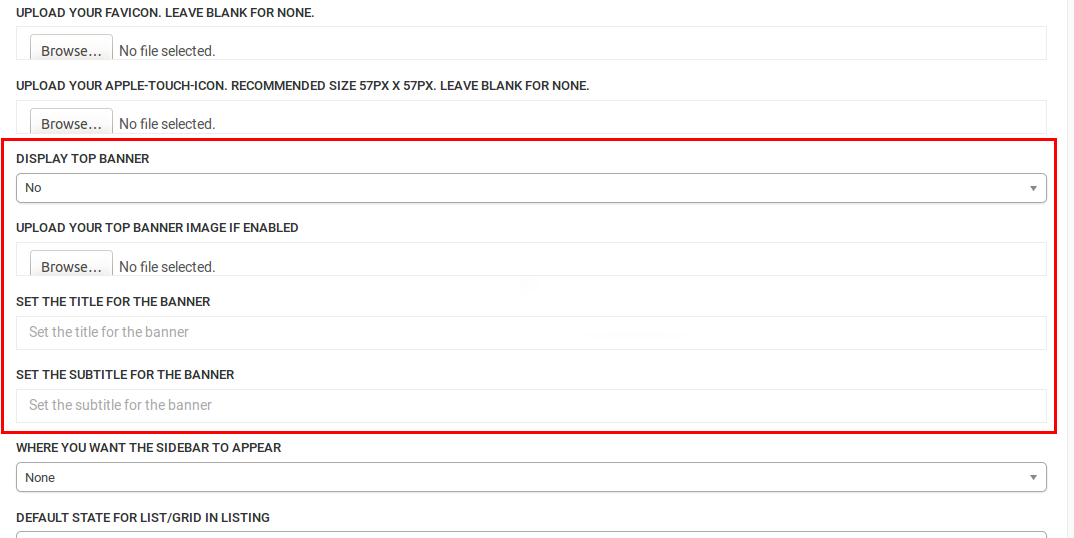 UPLOAD YOUR FAVICON. LEAVE BLANK FOR NONE.
Browse... No file selected.
UPLOAD YOUR APPLE-TOUCH-ICON. RECOMMENDED SIZE 57PX X 57PX. LEAVE BLANK FOR NONE.
Browse... No file selected.
DISPLAY TOP BANNER
No
UPLOAD YOUR TOP BANNER IMAGE IF ENABLED
Browse... No file selected.
SET THE TITLE FOR THE BANNER
Set the title for the banner
SET THE SUBTITLE FOR THE BANNER
Set the subtitle for the banner
WHERE YOU WANT THE SIDEBAR TO APPEAR
None
DEFAULT STATE FOR LIST/GRID IN LISTING